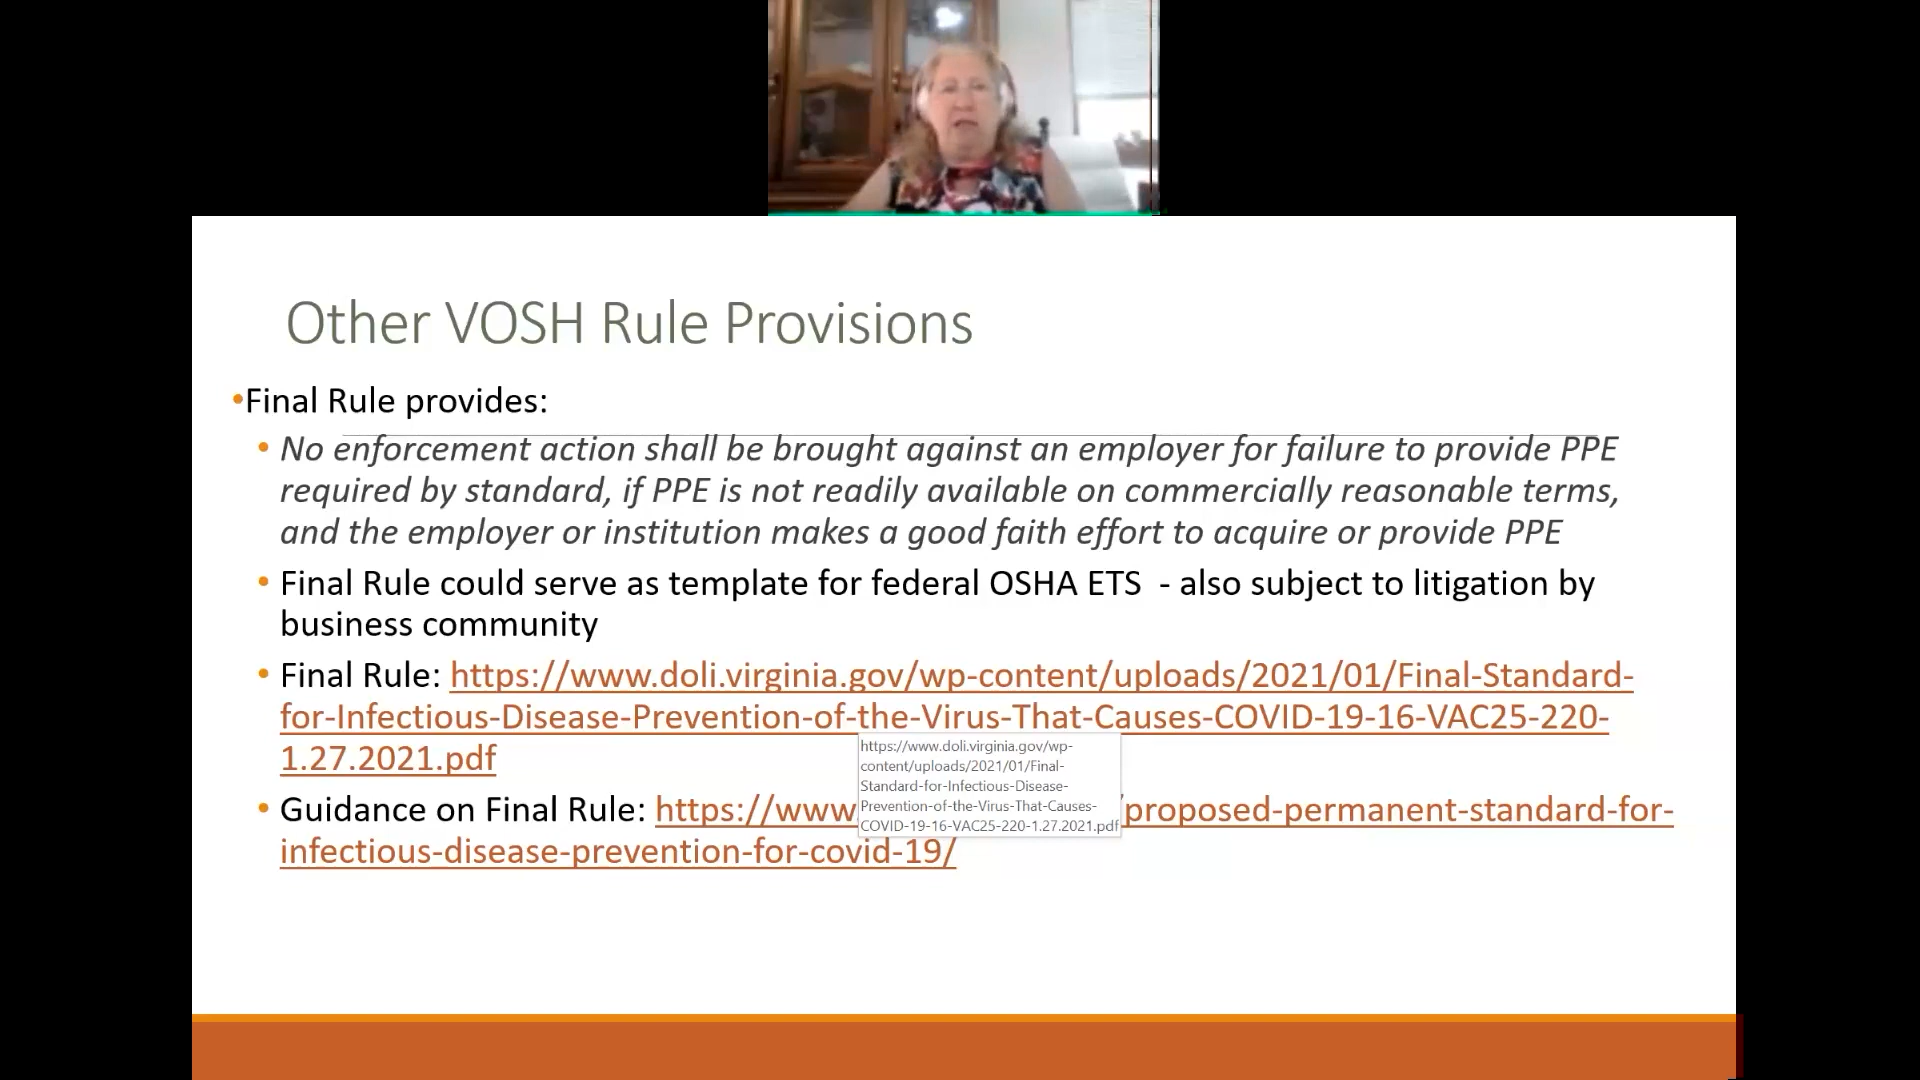 Other VOSH Rule Provisions
•Final Rule provides:
• No enforcement action shall be brought against an employer for failure to provide PPE
required by standard, if PPE is not readily available on commercially reasonable terms,
and the employer or institution makes a good faith effort to acquire or provide PPE
• Final Rule could serve as template for federal OSHA ETS - also subject to litigation by
business community
• Final Rule: https://www.doli.virginia.gov/wp-content/uploads/2021/01/Final-Standard-
for-Infectious-Disease-Prevention-of-the-Virus-That-Causes-COVID-19-16-VAC25-220-
1.27.2021.pdf
• Guidance on Final Rule: https://www. /proposed-permanent-standard-for-
infectious-disease-prevention-for-covid-19/
https://www.doli.virginia.gov/wp-
content/uploads/2021/01/Final-
Standard-for-Infectious-Disease-
Prevention-of-the-Virus-That-Causes-
COVID-19-16-VAC25-220-1.27.2021.pdf